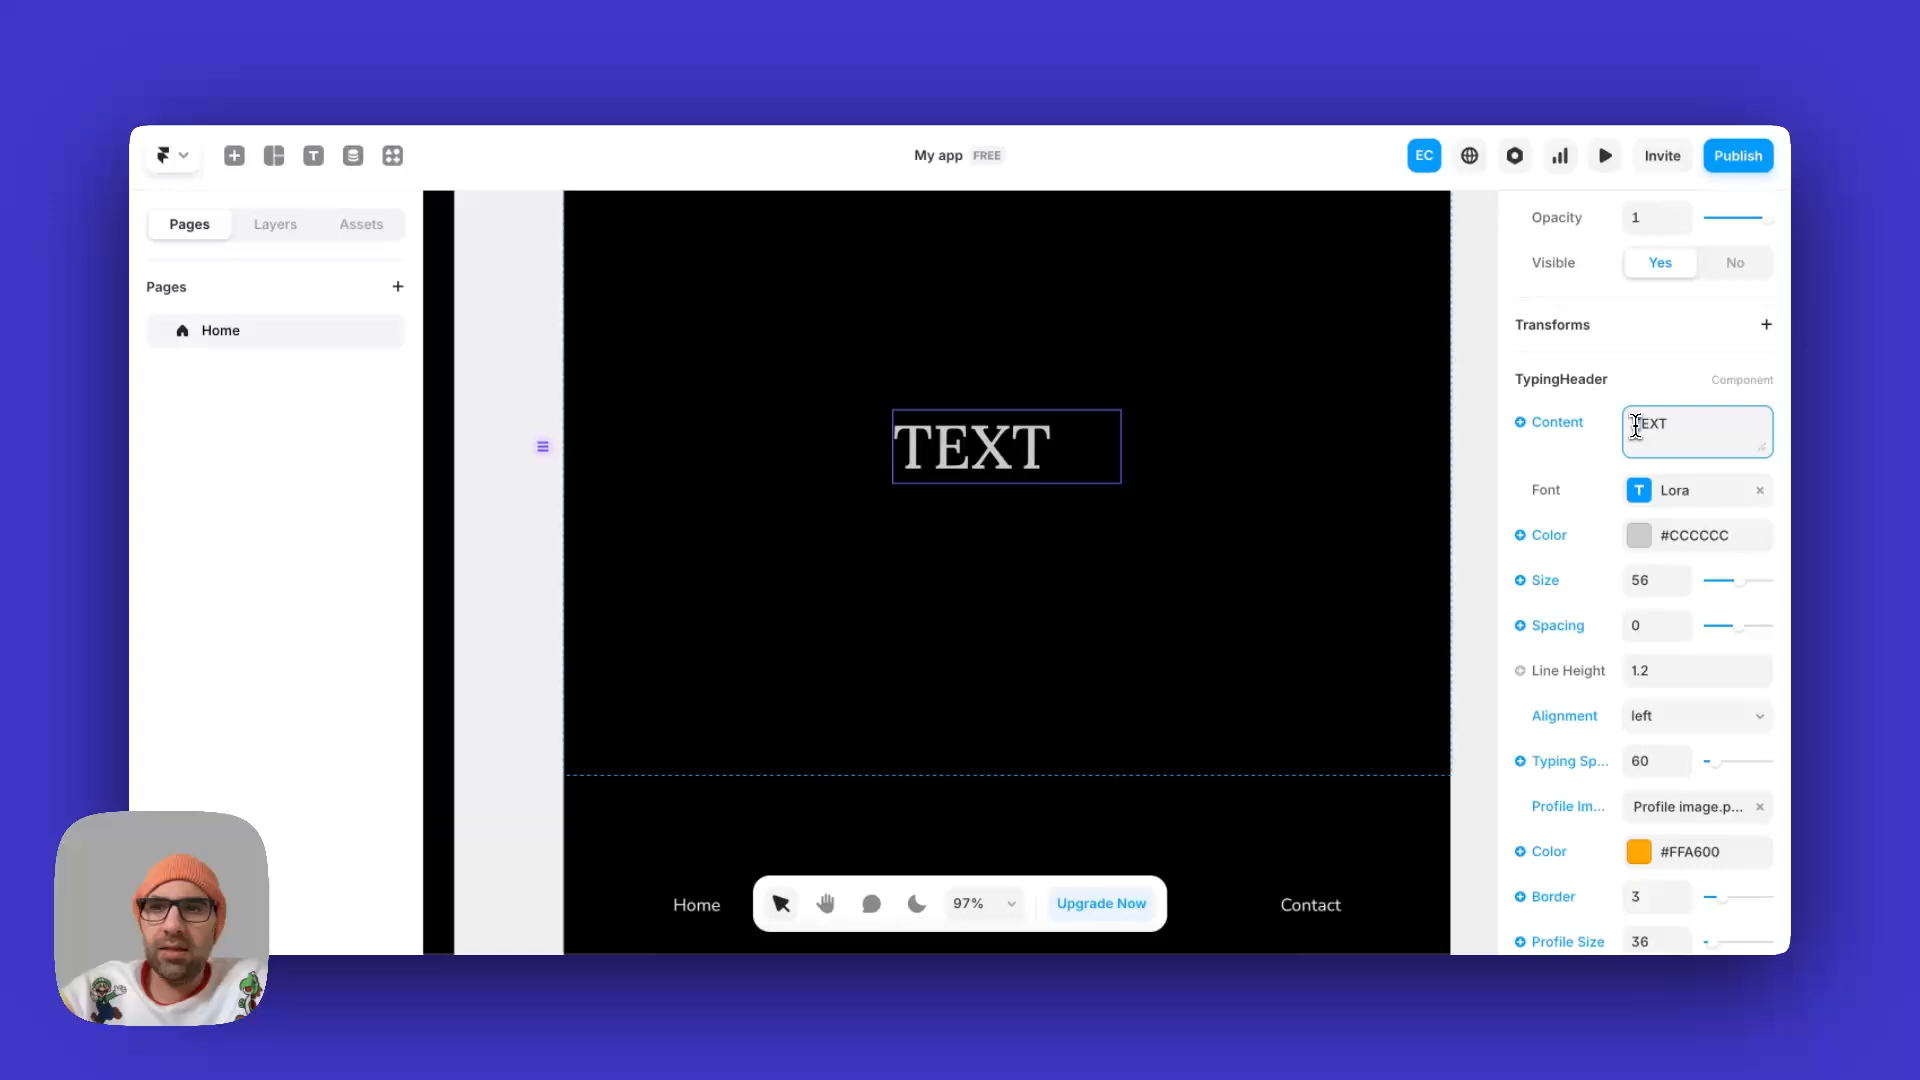 My app FREE
EC
Invite
Publish
Pages Layers Assets
Pages
Home
TEXT
Home
97%
Upgrade Now
Contact
Opacity 1
Visible Yes No
Transforms
TypingHeader Component
Content TEXT
Font T Lora
Color #CCCCCC
Size 56
Spacing 0
Line Height 1.2
Alignment left
Typing Sp... 60
Profile Im... Profile image.p...
Color #FFA600
Border 3
Profile Size 36